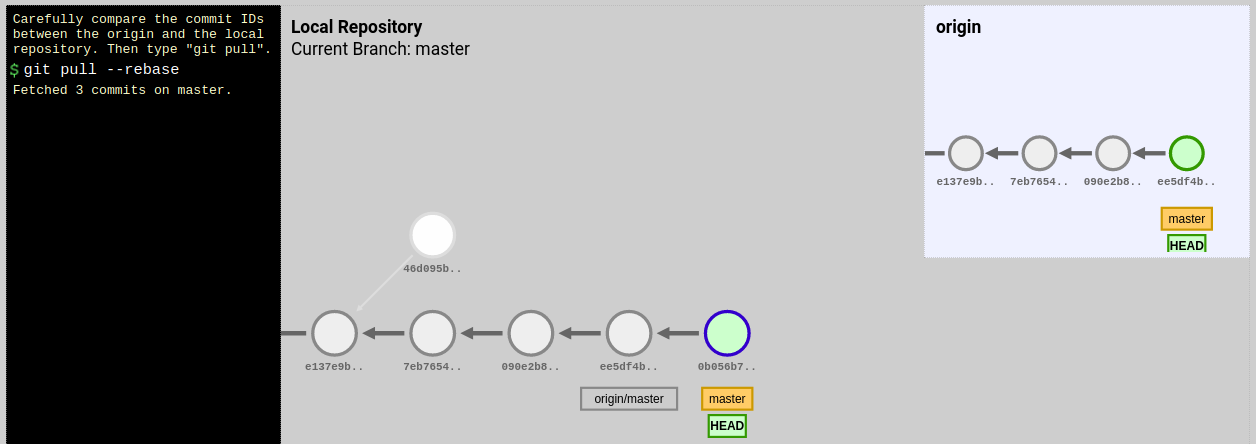 Carefully compare the commit IDs
between the origin and the local
repository. Then type "git pull".
$ git pull --rebase
Fetched 3 commits on master.
Local Repository
Current Branch: master
origin
e137e9b.. 7eb7654.. 090e2b8.. ee5df4b..
master
HEAD
46d095b..
e137e9b.. 7eb7654.. 090e2b8.. ee5df4b.. 0b056b7..
origin/master master
HEAD